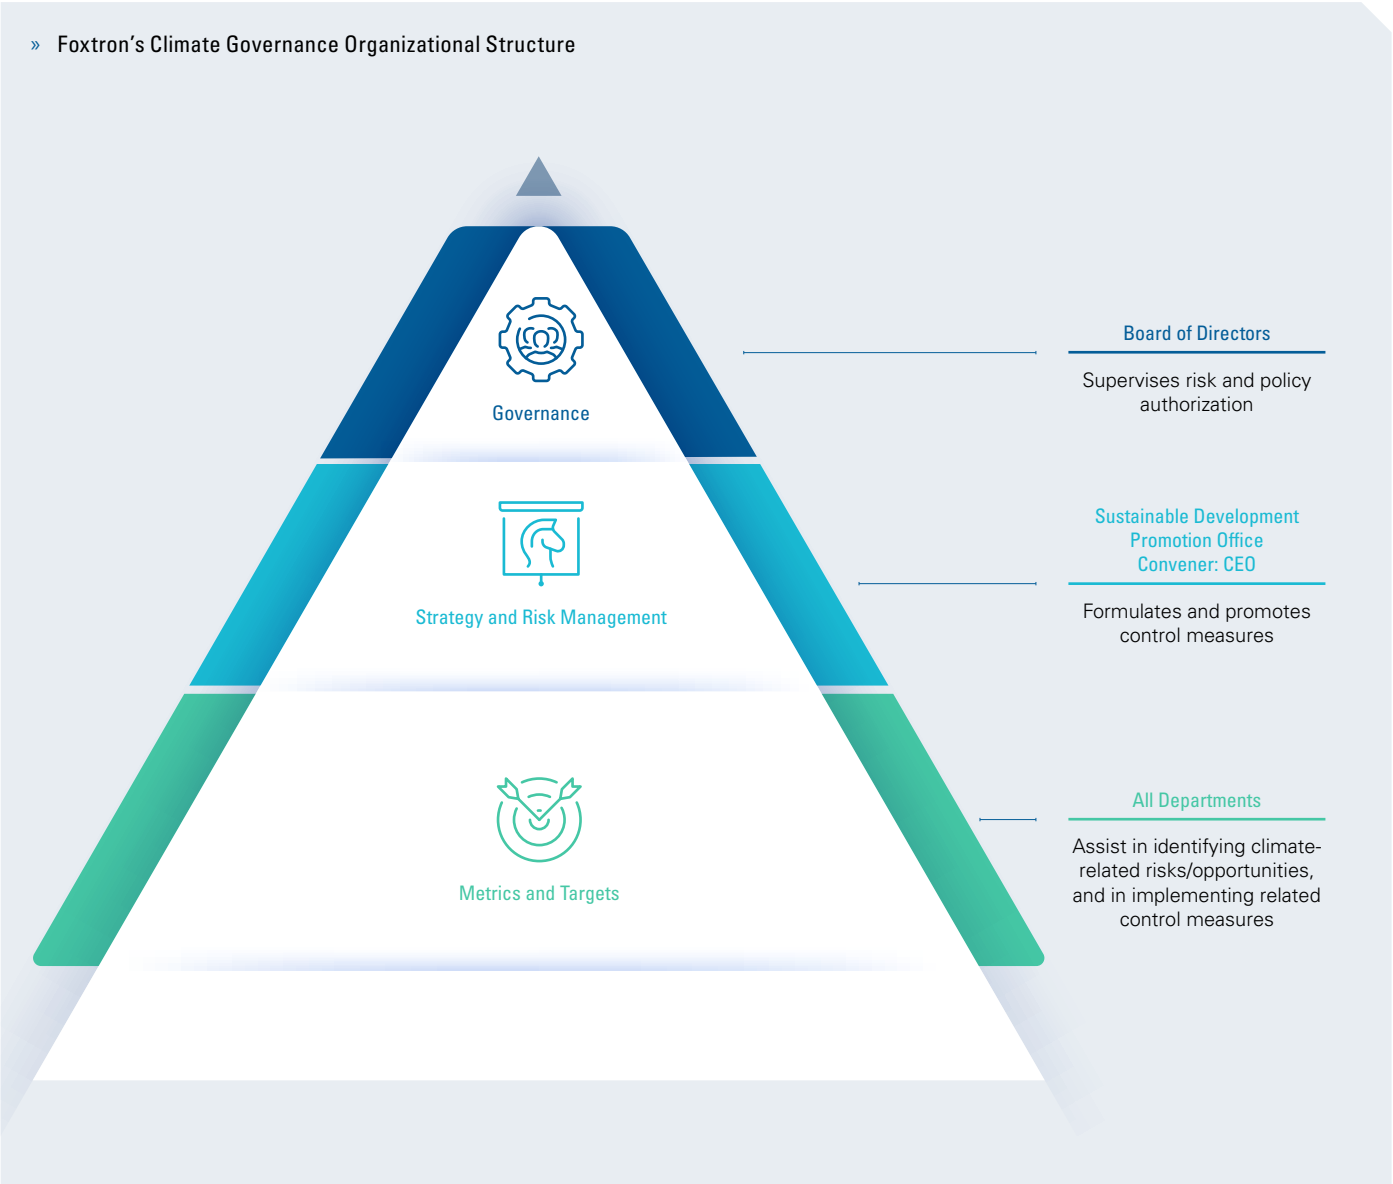 » Foxtron’s Climate Governance Organizational Structure
Governance
Board of Directors
Supervises risk and policy
authorization
Strategy and Risk Management
Sustainable Development
Promotion Office
Convener: CEO
Formulates and promotes
control measures
Metrics and Targets
All Departments
Assist in identifying climate-
related risks/opportunities,
and in implementing related
control measures